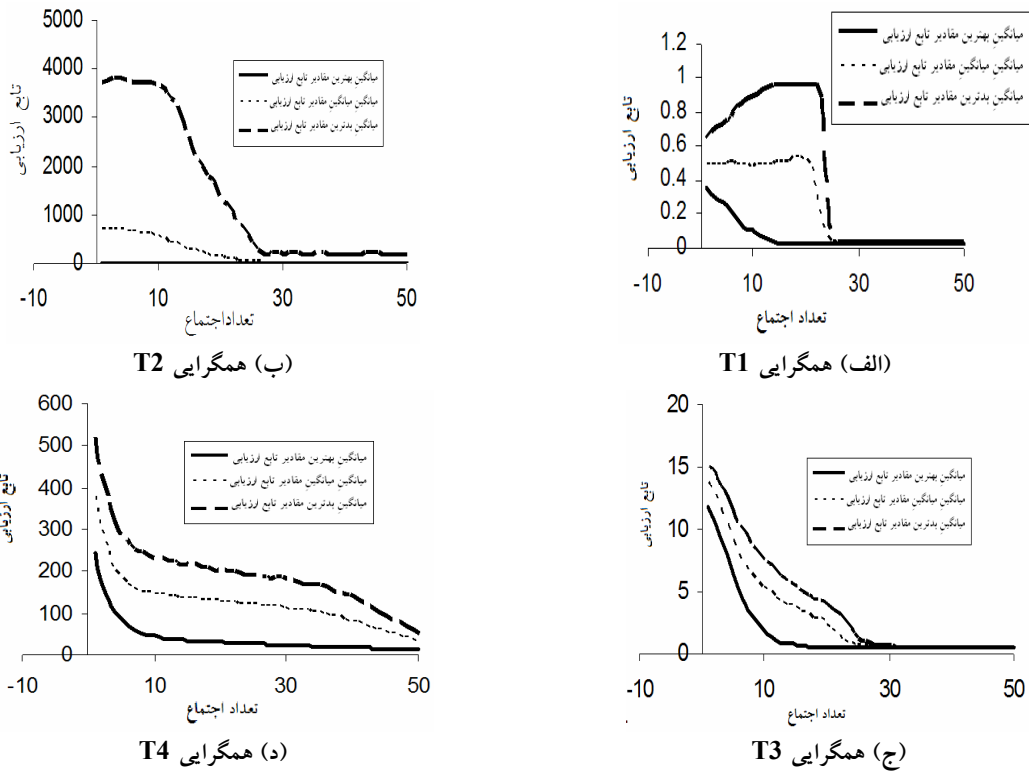 میانگین بهترین مقادیر تابع ارزیابی
میانگین میانگین مقادیر تابع ارزیابی
میانگین بدترین مقادیر تابع ارزیابی
تابع ارزیابی
1.2
1
0.8
0.6
0.4
0.2
0
-10 10 30 50
تعداد اجتماع
(الف) همگرایی T1
میانگین بهترین مقادیر تابع ارزیابی
میانگین میانگین مقادیر تابع ارزیابی
میانگین بدترین مقادیر تابع ارزیابی
تابع ارزیابی
5000
4000
3000
2000
1000
0
-10 10 30 50
تعداداجتماع
(ب) همگرایی T2
میانگین بهترین مقادیر تابع ارزیابی
میانگین میانگین مقادیر تابع ارزیابی
میانگین بدترین مقادیر تابع ارزیابی
تابع ارزیابی
20
15
10
5
0
-10 10 30 50
تعداد اجتماع
(ج) همگرایی T3
میانگین بهترین مقادیر تابع ارزیابی
میانگین میانگین مقادیر تابع ارزیابی
میانگین بدترین مقادیر تابع ارزیابی
تابع ارزیابی
600
500
400
300
200
100
0
-10 10 30 50
تعداد اجتماع
(د) همگرایی T4